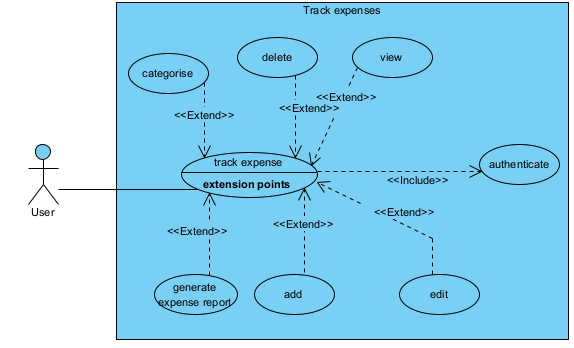 Track expenses
delete
view
categorise
<<Extend>>
<<Extend>>
<<Extend>>
track expense
authenticate
extension points
<<Include>>
User
<<Extend>>
<<Extend>>
<<Extend>>
generate
expense report
add
edit